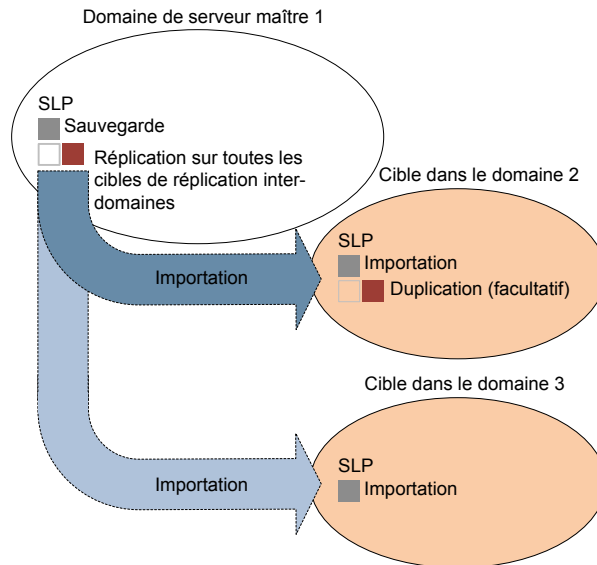 Domaine de serveur maître 1
SLP
Sauvegarde
Réplication sur toutes les
cibles de réplication inter-
domaines
Cible dans le domaine 2
SLP
Importation
Duplication (facultatif)
Importation
Cible dans le domaine 3
SLP
Importation
Importation